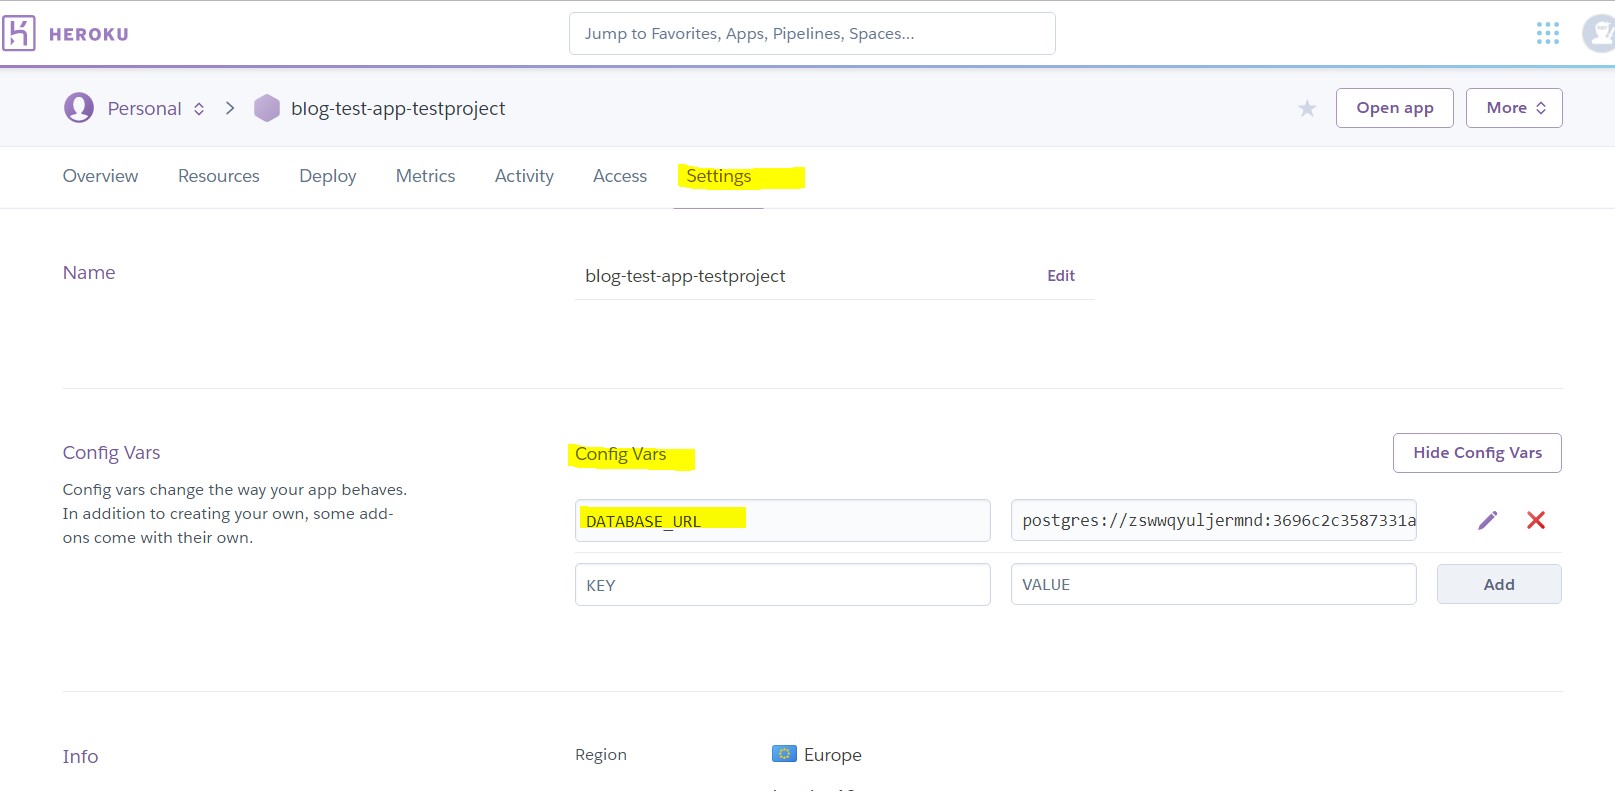 HEROKU
Jump to Favorites, Apps, Pipelines, Spaces...
Personal
blog-test-app-testproject
Open app
More
Overview
Resources
Deploy
Metrics
Activity
Access
Settings
Name
blog-test-app-testproject
Edit
Config Vars
Config vars change the way your app behaves.
In addition to creating your own, some add-
ons come with their own.
Config Vars
Hide Config Vars
DATABASE_URL
postgres://zswwqyuljermnd:3696c2c3587331a
KEY
VALUE
Add
Info
Region
Europe